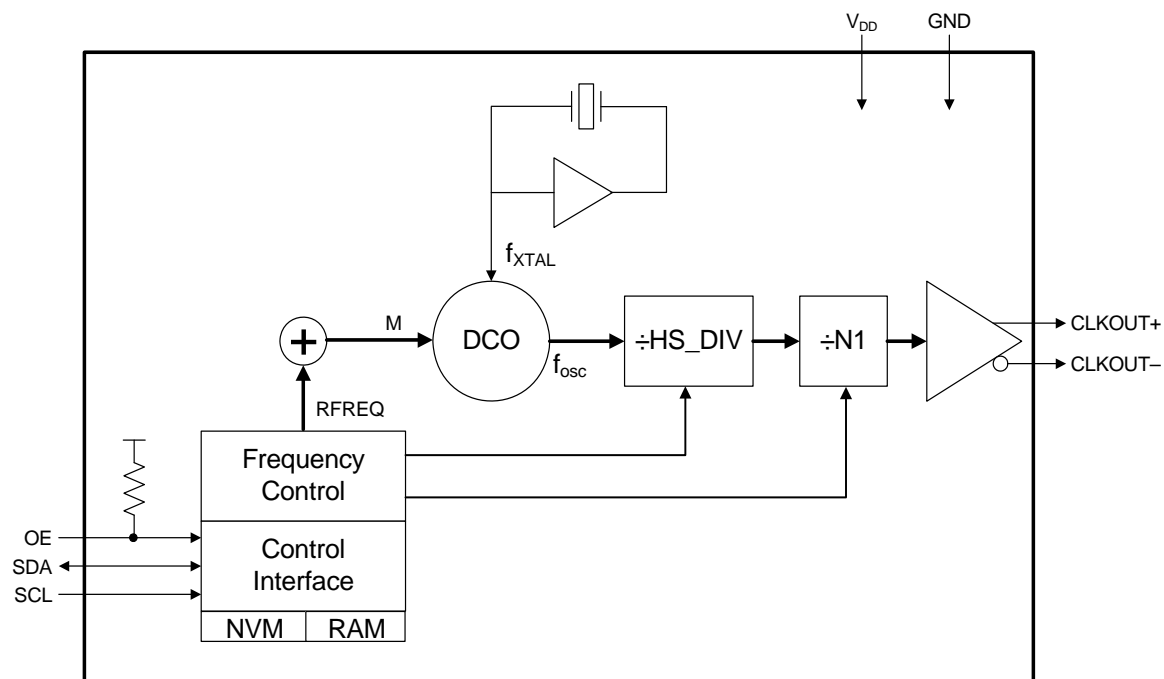 VDD
GND
fXTAL
M
DCO
÷HS_DIV
÷N1
CLKOUT+
CLKOUT–
fosc
RFREQ
Frequency
Control
OE
SDA
SCL
Control
Interface
NVM
RAM